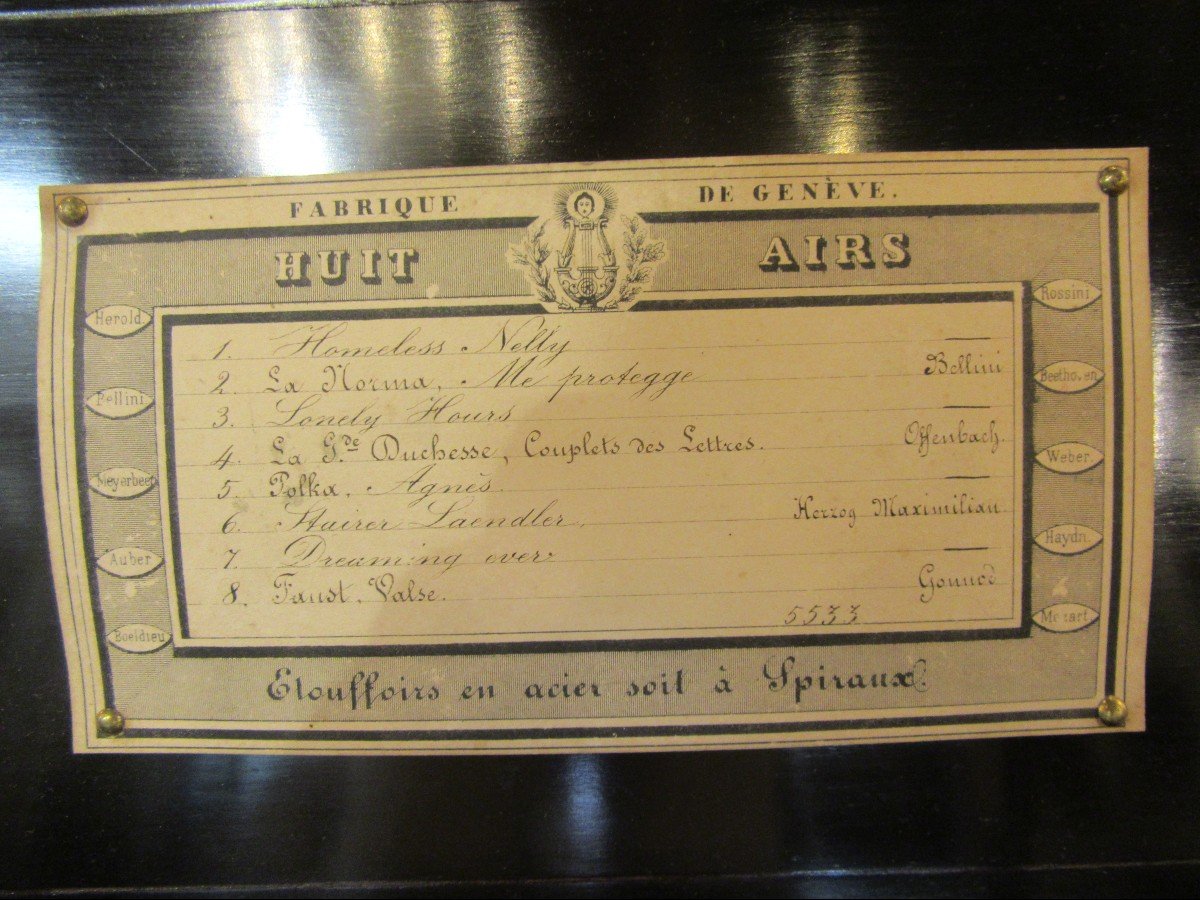 FABRIQUE DE GENÈVE.
HUIT AIRS
Herold
Bellini
Meyerbeer
Auber
Boeldieu
1. Homeless Nelly —
2. La Norma, Me protegge Bellini
3. Lonely Hours —
4. La Gde Duchesse, Couplets des Lettres. Offenbach.
5. Polka, Agnès —
6. Stairer Laendler, Herzog Maximilian
7. Dreaming ever —
8. Faust, Valse. Gounod
5533
Rossini
Beethoven
Weber
Haydn.
Mozart
Etouffoirs en acier soit à Spiraux